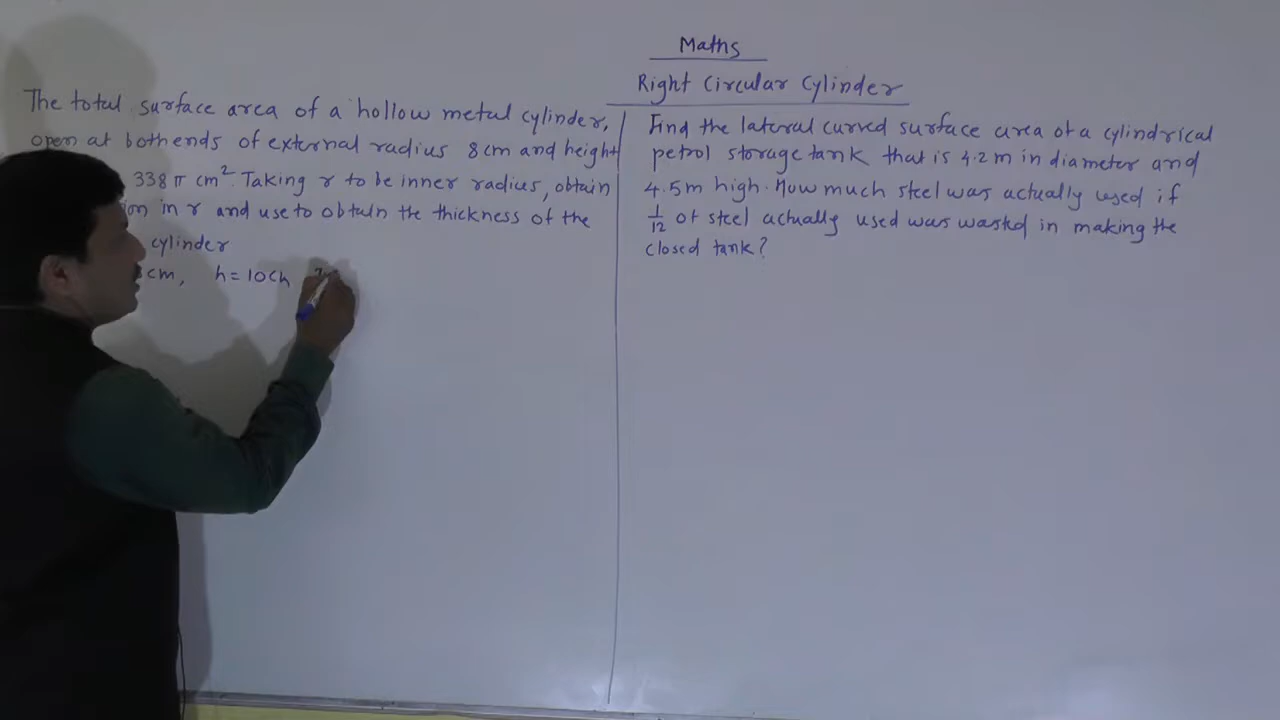 Maths
Right Circular Cylinder
The total surface area of a hollow metal cylinder,
open at both ends of external radius 8 cm and height
338 π cm². Taking r to be inner radius, obtain
in r and use to obtain the thickness of the
cylinder
cm, h = 10cm
Find the lateral curved surface area of a cylindrical
petrol storage tank that is 4.2 m in diameter and
4.5m high. How much steel was actually used if
1/12 of steel actually used was wasted in making the
closed tank?